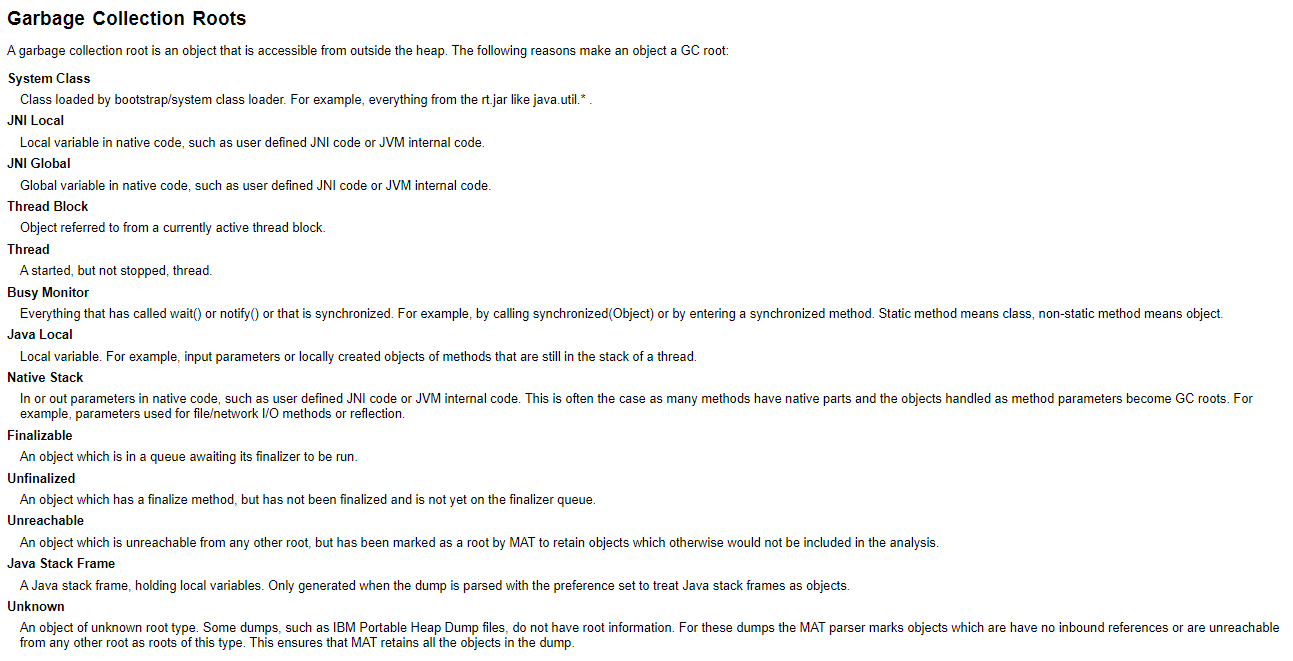 Garbage Collection Roots
A garbage collection root is an object that is accessible from outside the heap. The following reasons make an object a GC root:
System Class
Class loaded by bootstrap/system class loader. For example, everything from the rt.jar like java.util.* .
JNI Local
Local variable in native code, such as user defined JNI code or JVM internal code.
JNI Global
Global variable in native code, such as user defined JNI code or JVM internal code.
Thread Block
Object referred to from a currently active thread block.
Thread
A started, but not stopped, thread.
Busy Monitor
Everything that has called wait() or notify() or that is synchronized. For example, by calling synchronized(Object) or by entering a synchronized method. Static method means class, non-static method means object.
Java Local
Local variable. For example, input parameters or locally created objects of methods that are still in the stack of a thread.
Native Stack
In or out parameters in native code, such as user defined JNI code or JVM internal code. This is often the case as many methods have native parts and the objects handled as method parameters become GC roots. For
example, parameters used for file/network I/O methods or reflection.
Finalizable
An object which is in a queue awaiting its finalizer to be run.
Unfinalized
An object which has a finalize method, but has not been finalized and is not yet on the finalizer queue.
Unreachable
An object which is unreachable from any other root, but has been marked as a root by MAT to retain objects which otherwise would not be included in the analysis.
Java Stack Frame
A Java stack frame, holding local variables. Only generated when the dump is parsed with the preference set to treat Java stack frames as objects.
Unknown
An object of unknown root type. Some dumps, such as IBM Portable Heap Dump files, do not have root information. For these dumps the MAT parser marks objects which are have no inbound references or are unreachable
from any other root as roots of this type. This ensures that MAT retains all the objects in the dump.